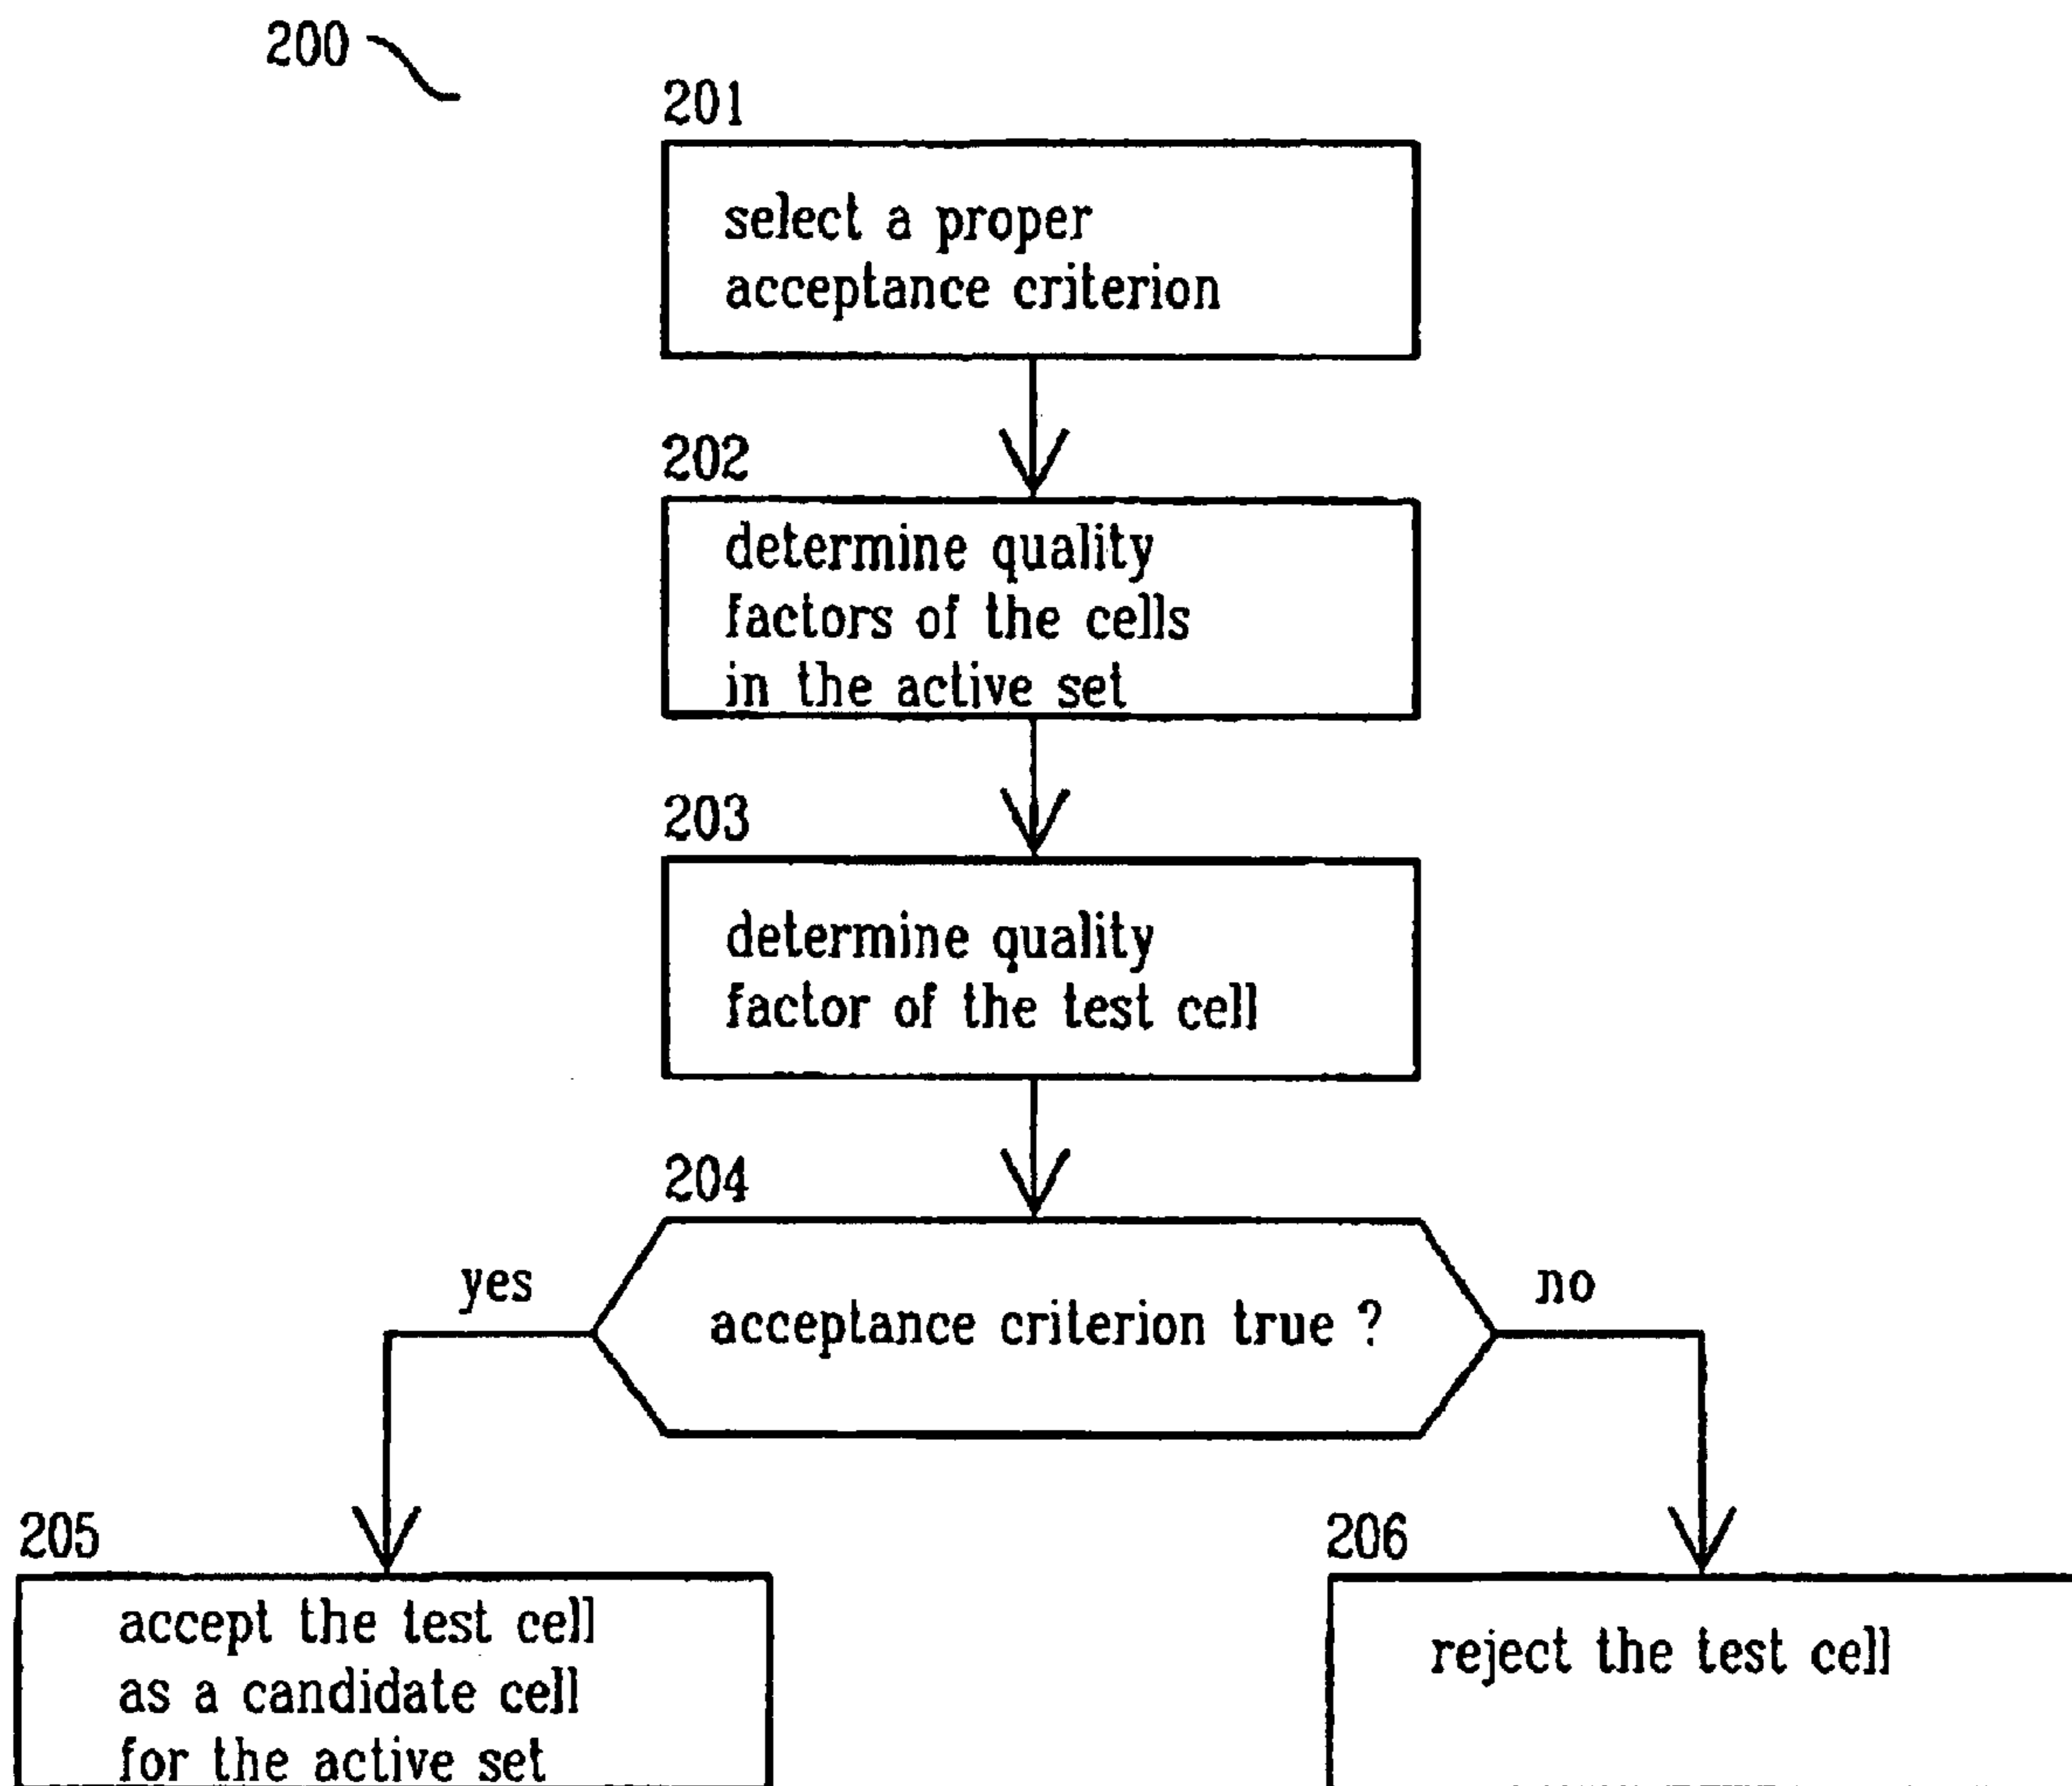 200
201
select a proper
acceptance criterion
202
determine quality
factors of the cells
in the active set
203
determine quality
factor of the test cell
204
yes
acceptance criterion true ?
no
205
accept the test cell
as a candidate cell
for the active set
206
reject the test cell